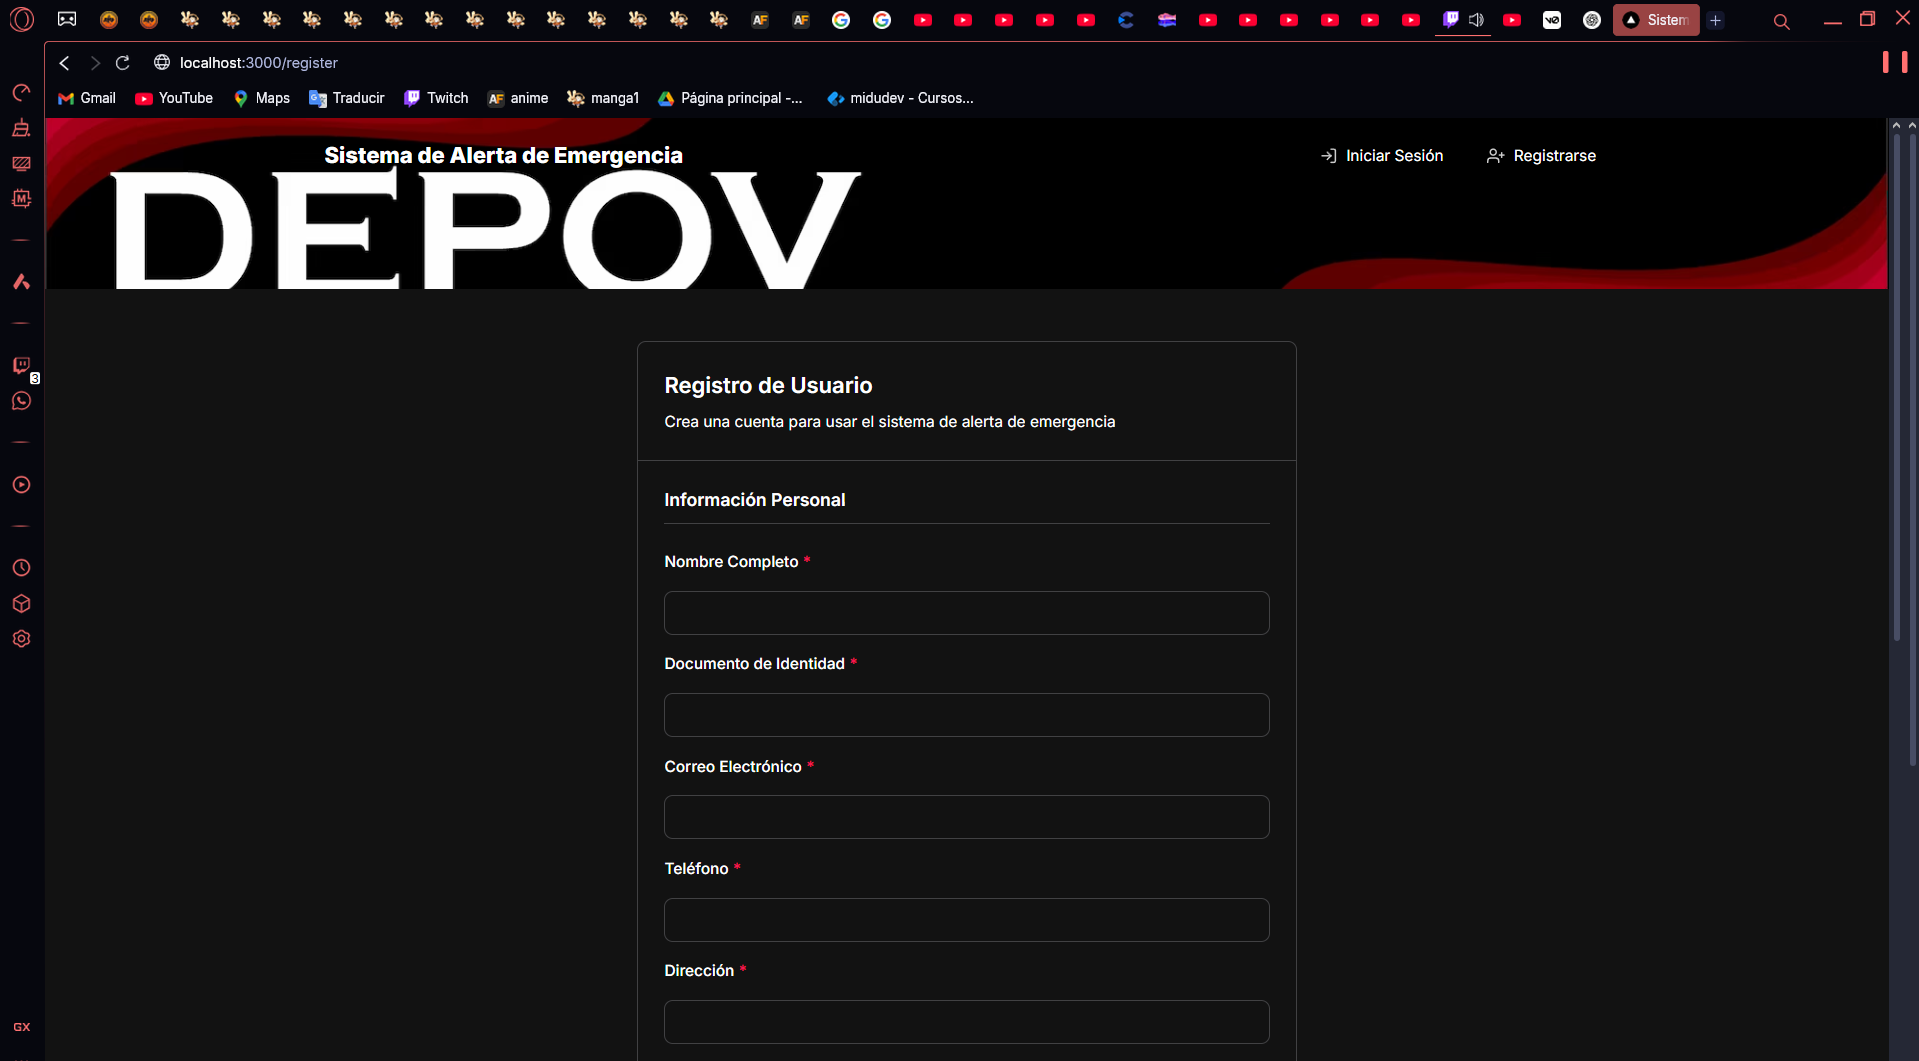 Sistem
localhost:3000/register
Gmail YouTube Maps Traducir Twitch AF anime manga1 Página principal -... midudev - Cursos...
Sistema de Alerta de Emergencia
Iniciar Sesión Registrarse
DEPOV
3
Registro de Usuario
Crea una cuenta para usar el sistema de alerta de emergencia
Información Personal
Nombre Completo *
Documento de Identidad *
Correo Electrónico *
Teléfono *
Dirección *
GX